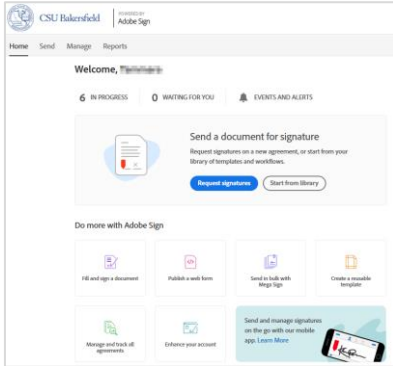 CSU Bakersfield
POWERED BY
Adobe Sign
Home Send Manage Reports
Welcome,
6 IN PROGRESS 0 WAITING FOR YOU EVENTS AND ALERTS
Send a document for signature
Request signatures on a new agreement, or start from your
library of templates and workflows.
Request signatures Start from library
Do more with Adobe Sign
Fill and sign a document Publish a web form Send in bulk with
Mega Sign
Create a reusable
template
Manage and track all
agreements
Enhance your account
Send and manage signatures
on the go with our mobile
app. Learn More